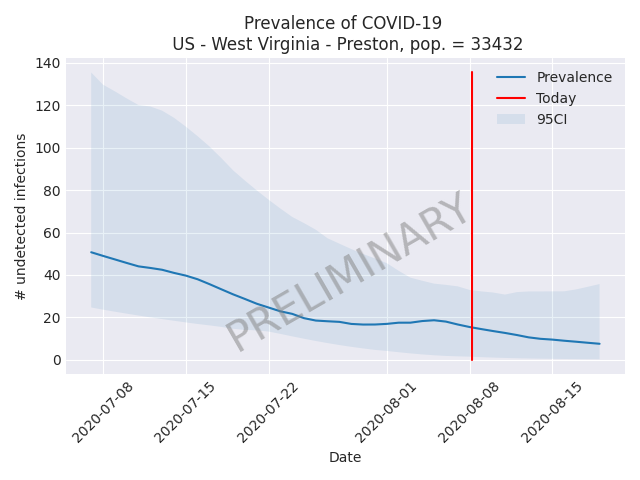 Prevalence of COVID-19
US - West Virginia - Preston, pop. = 33432
Prevalence
Today
95CI
140
120
100
80
60
40
20
0
# undetected infections
PRELIMINARY
2020-07-08
2020-07-15
2020-07-22
2020-08-01
2020-08-08
2020-08-15
Date